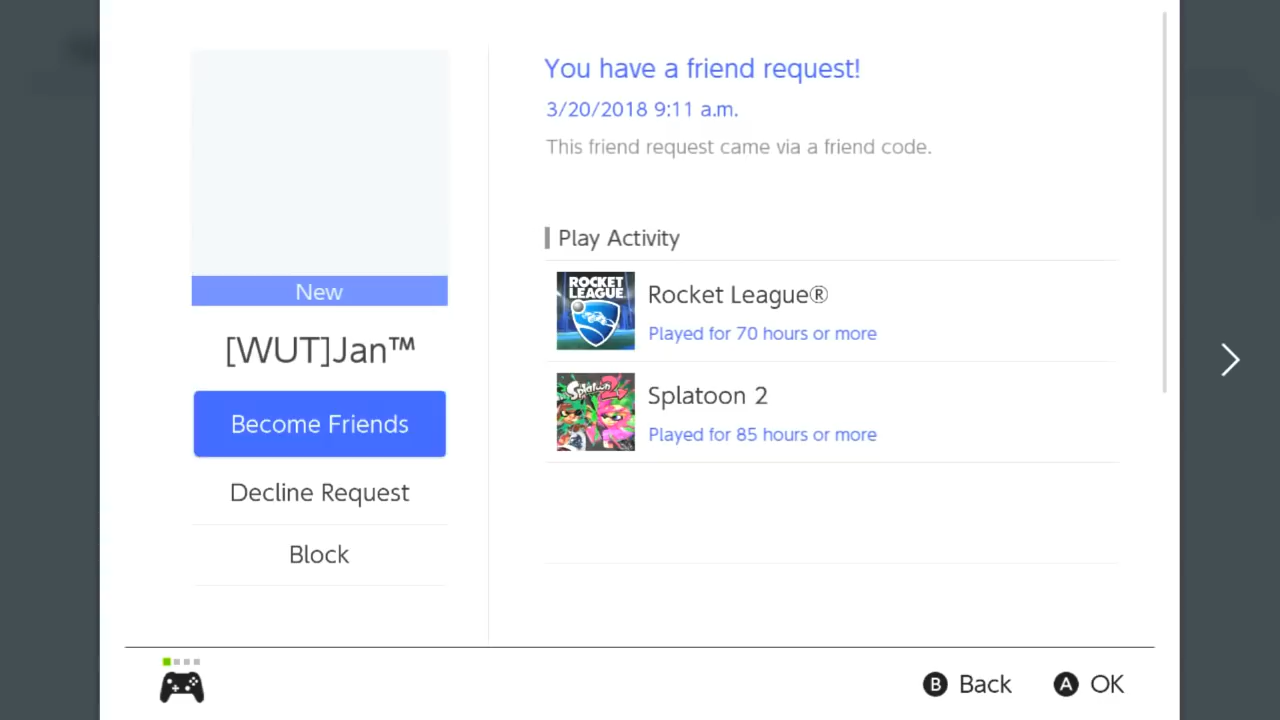 You have a friend request!
3/20/2018 9:11 a.m.
This friend request came via a friend code.
New
[WUT]Jan™
Become Friends
Decline Request
Block
Play Activity
ROCKET
LEAGUE
Rocket League®
Played for 70 hours or more
Splatoon 2
Splatoon 2
Played for 85 hours or more
B Back
A OK